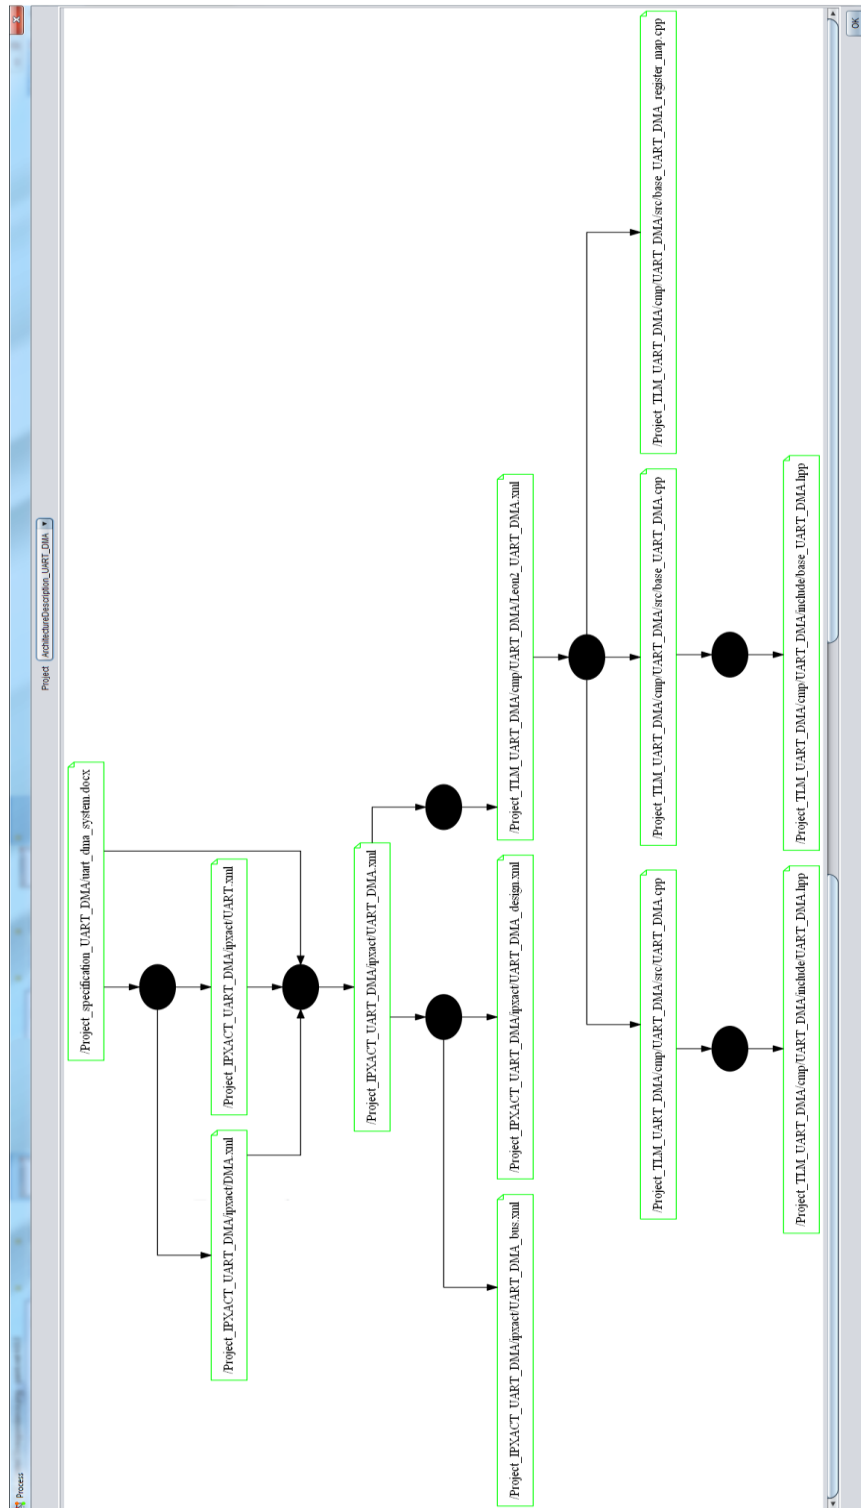 Process
Project ArchitectureDescription_UART_DMA
/Project_specification_UART_DMA/uart_dma_system.docx
/Project_IPXACT_UART_DMA/ipxact/DMA.xml
/Project_IPXACT_UART_DMA/ipxact/UART.xml
/Project_IPXACT_UART_DMA/ipxact/UART_DMA.xml
/Project_IPXACT_UART_DMA/ipxact/UART_DMA_bus.xml
/Project_IPXACT_UART_DMA/ipxact/UART_DMA_design.xml
/Project_TLM_UART_DMA/cmp/UART_DMA/Leon2_UART_DMA.xml
/Project_TLM_UART_DMA/cmp/UART_DMA/src/UART_DMA.cpp
/Project_TLM_UART_DMA/cmp/UART_DMA/src/base_UART_DMA.cpp
/Project_TLM_UART_DMA/cmp/UART_DMA/src/base_UART_DMA_register_map.cpp
/Project_TLM_UART_DMA/cmp/UART_DMA/include/UART_DMA.hpp
/Project_TLM_UART_DMA/cmp/UART_DMA/include/base_UART_DMA.hpp
OK